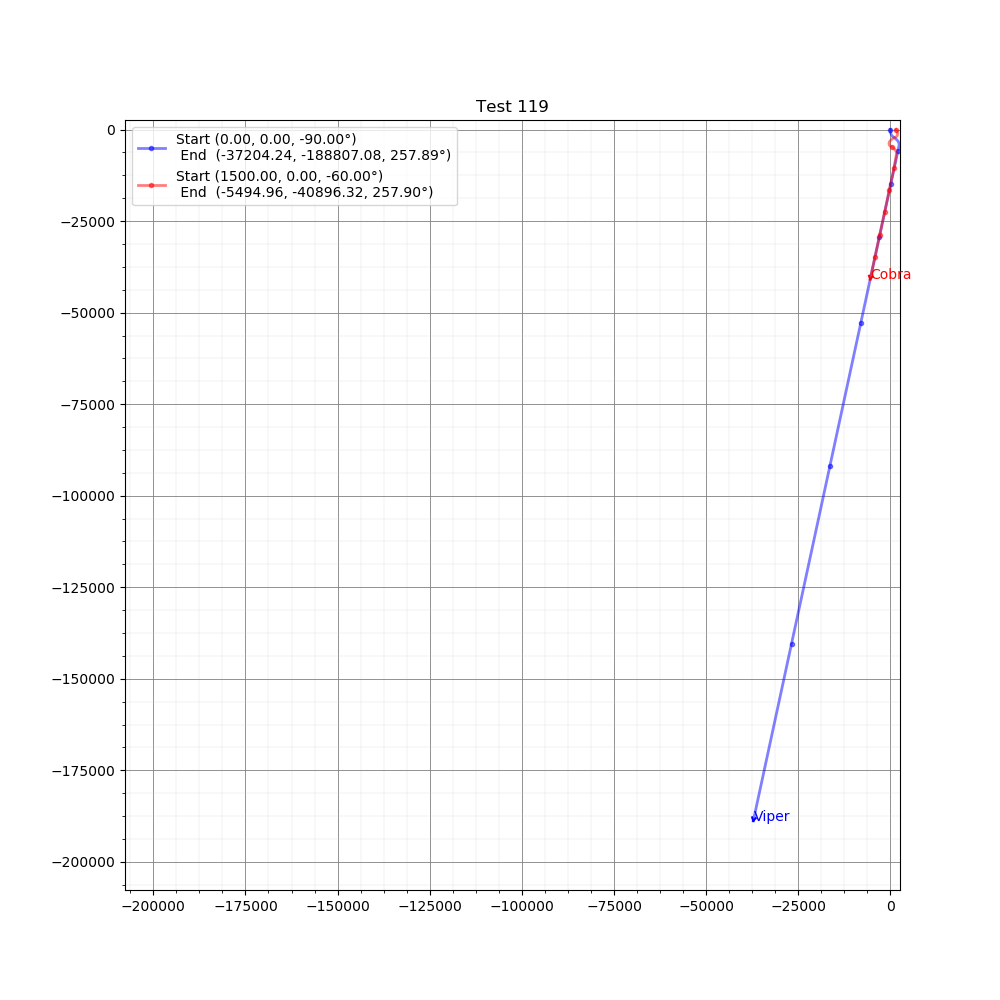 Test 119
Start (0.00, 0.00, -90.00°)
End (-37204.24, -188807.08, 257.89°)
Start (1500.00, 0.00, -60.00°)
End (-5494.96, -40896.32, 257.90°)
0
−25000
−50000
−75000
−100000
−125000
−150000
−175000
−200000
Cobra
Viper
−200000 −175000 −150000 −125000 −100000 −75000 −50000 −25000 0